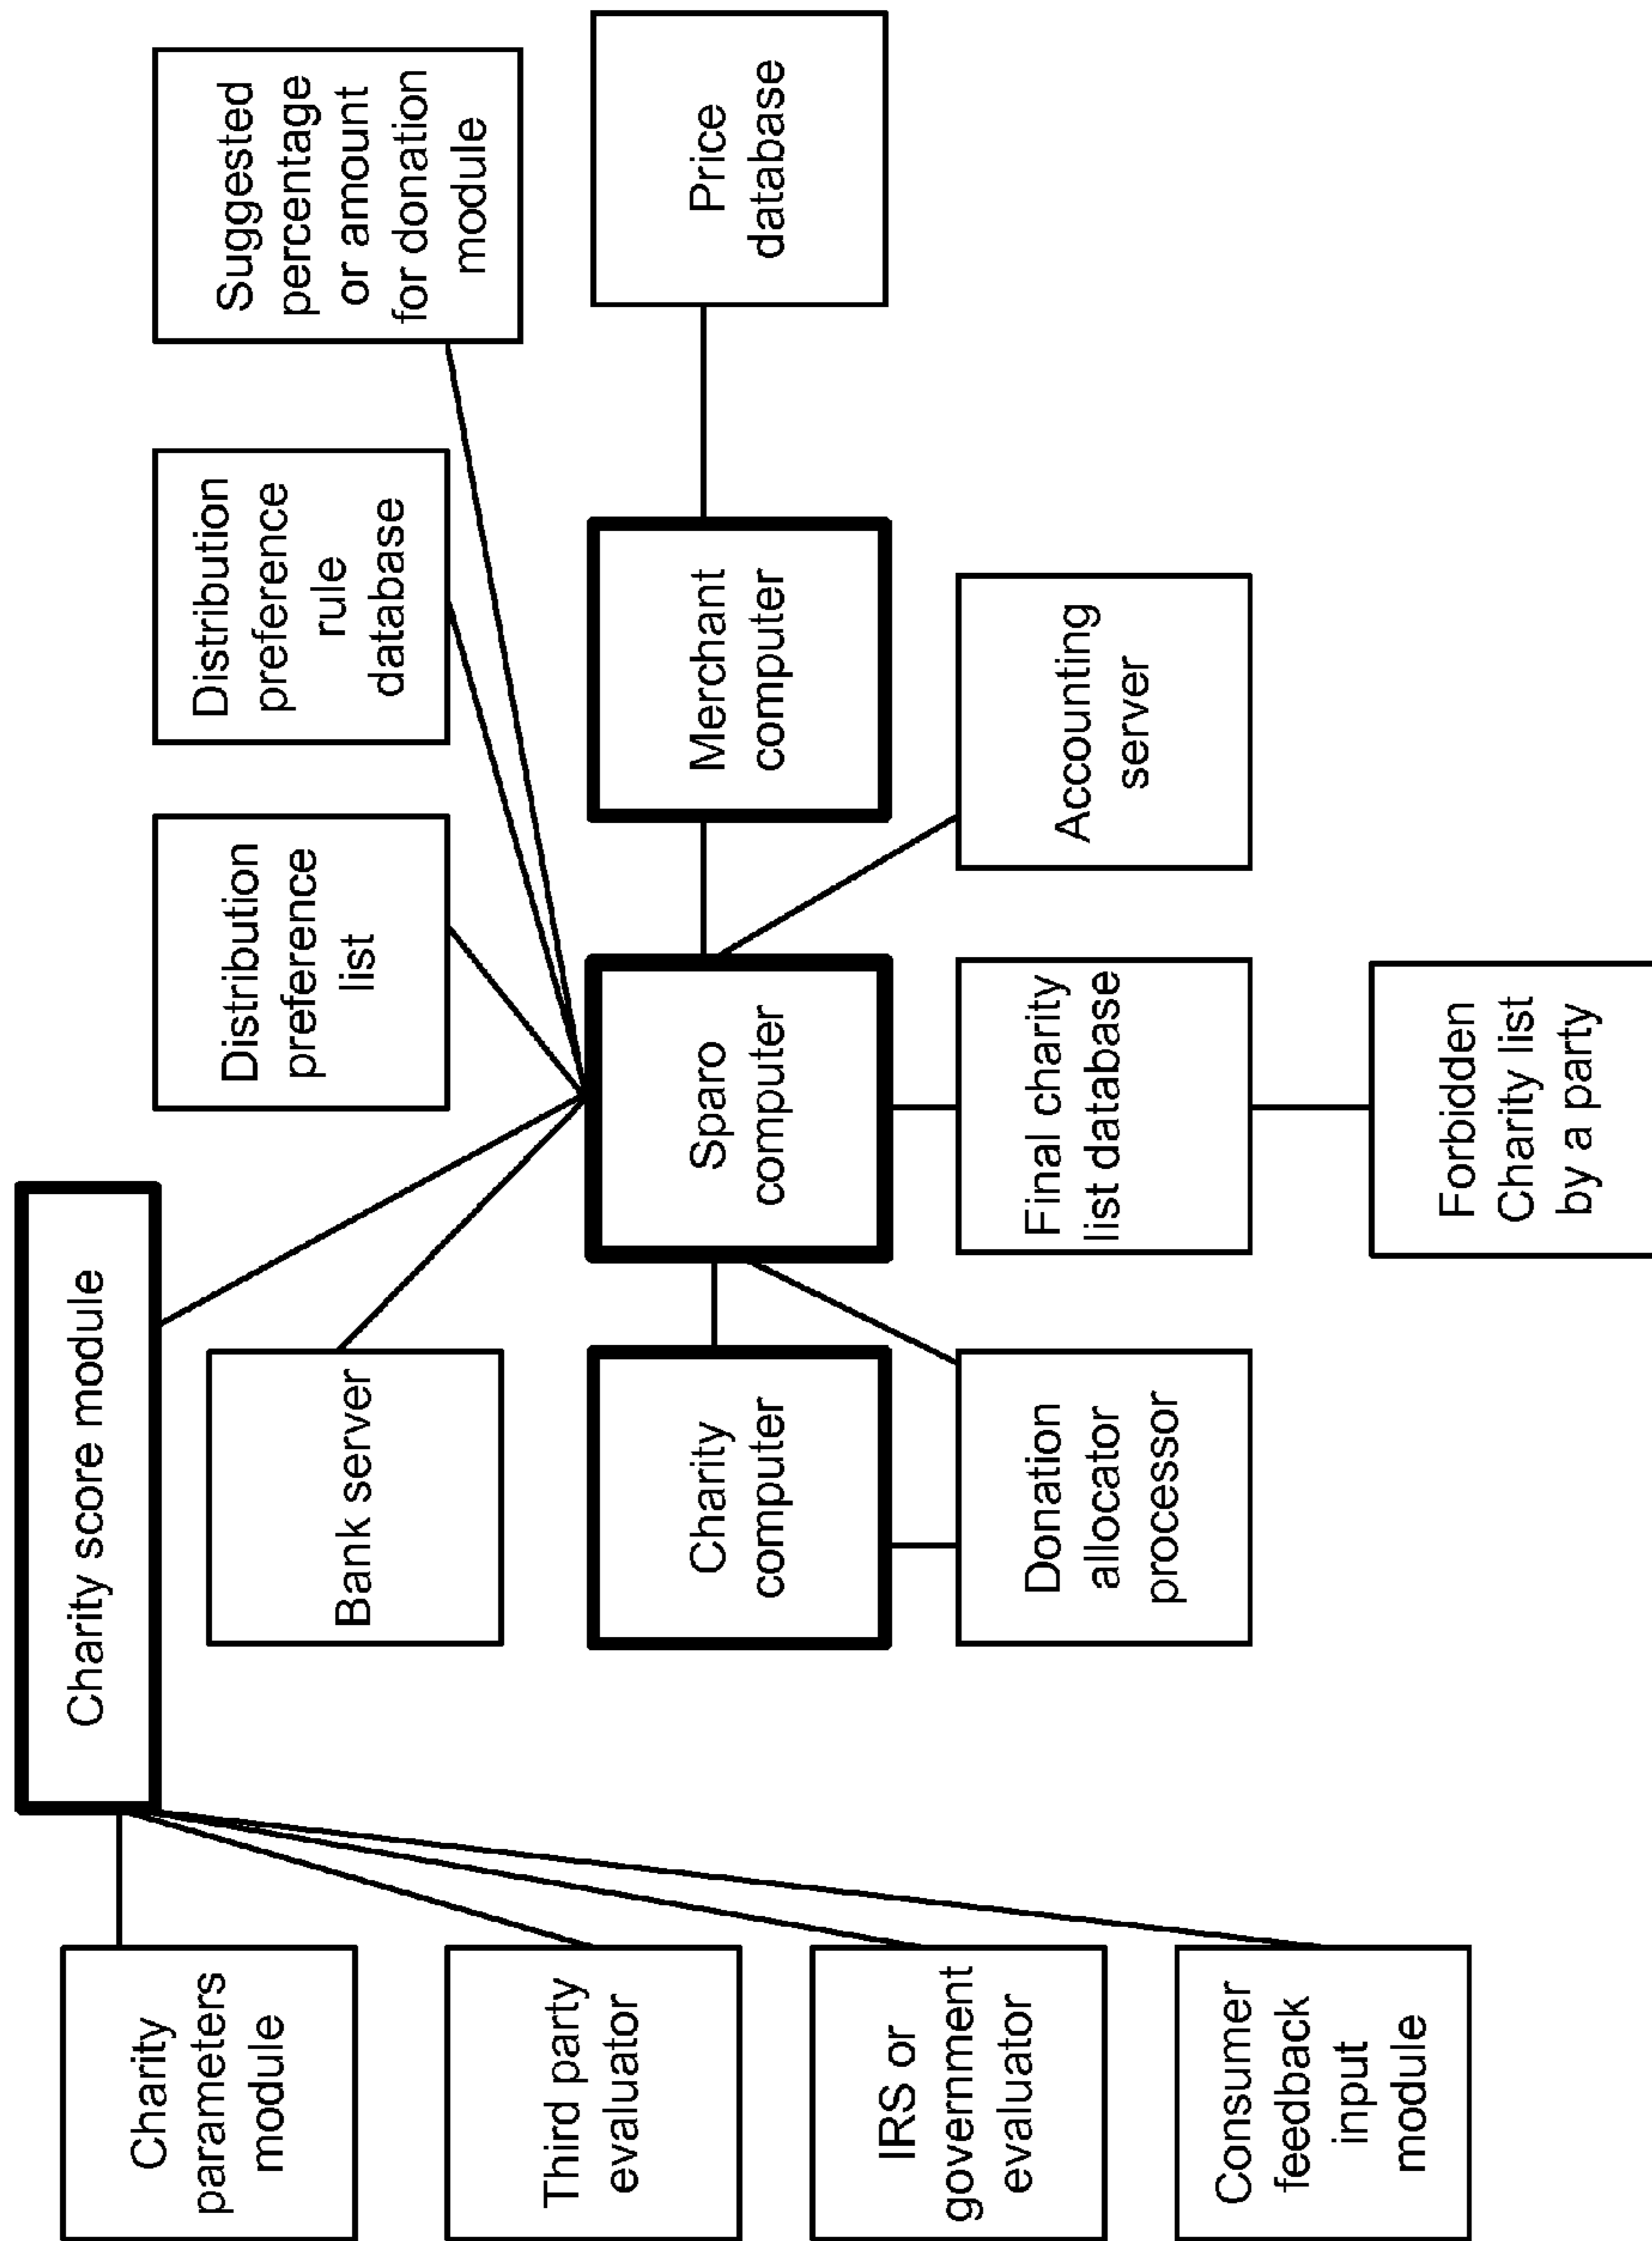 Charity score module
Charity
parameters
module
Third party
evaluator
IRS or
government
evaluator
Consumer
feedback
input
module
Bank server
Distribution
preference
list
Distribution
preference
rule
database
Suggested
percentage
or amount
for donation
module
Charity
computer
Sparo
computer
Merchant
computer
Price
database
Donation
allocator
processor
Final charity
list database
Accounting
server
Forbidden
Charity list
by a party